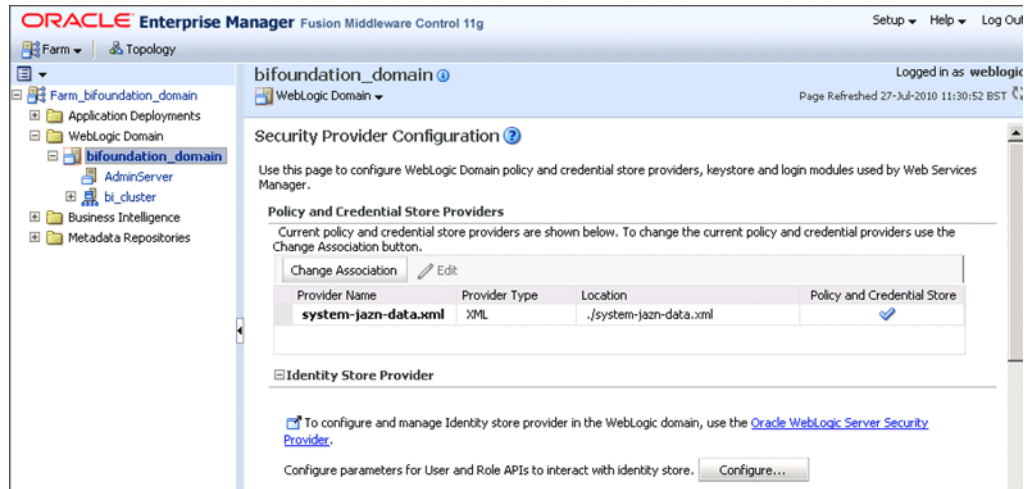 ORACLE Enterprise Manager Fusion Middleware Control 11g
Setup Help Log Out
Farm Topology
Farm_bifoundation_domain
Application Deployments
WebLogic Domain
bifoundation_domain
AdminServer
bi_cluster
Business Intelligence
Metadata Repositories
bifoundation_domain
Logged in as weblogic
WebLogic Domain
Page Refreshed 27-Jul-2010 11:30:52 BST
Security Provider Configuration
Use this page to configure WebLogic Domain policy and credential store providers, keystore and login modules used by Web Services
Manager.
Policy and Credential Store Providers
Current policy and credential store providers are shown below. To change the current policy and credential providers use the
Change Association button.
Change Association Edit
Provider Name Provider Type Location Policy and Credential Store
system-jazn-data.xml XML ./system-jazn-data.xml
Identity Store Provider
To configure and manage Identity store provider in the WebLogic domain, use the Oracle WebLogic Server Security
Provider.
Configure parameters for User and Role APIs to interact with identity store. Configure...